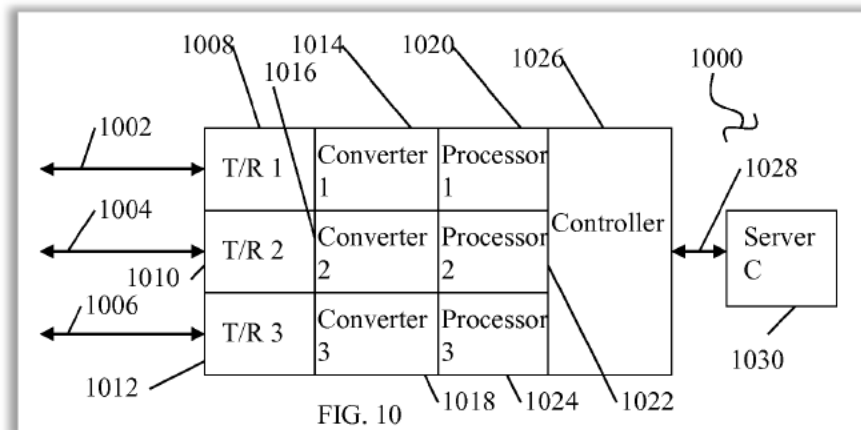 1008
1014
1020
1026
1000
1016
1002
T/R 1
Converter
1
Processor
1
1028
1004
T/R 2
Converter
2
Processor
2
Controller
Server
C
1010
1006
T/R 3
Converter
3
Processor
3
1030
1012
1018
1024
1022
FIG. 10